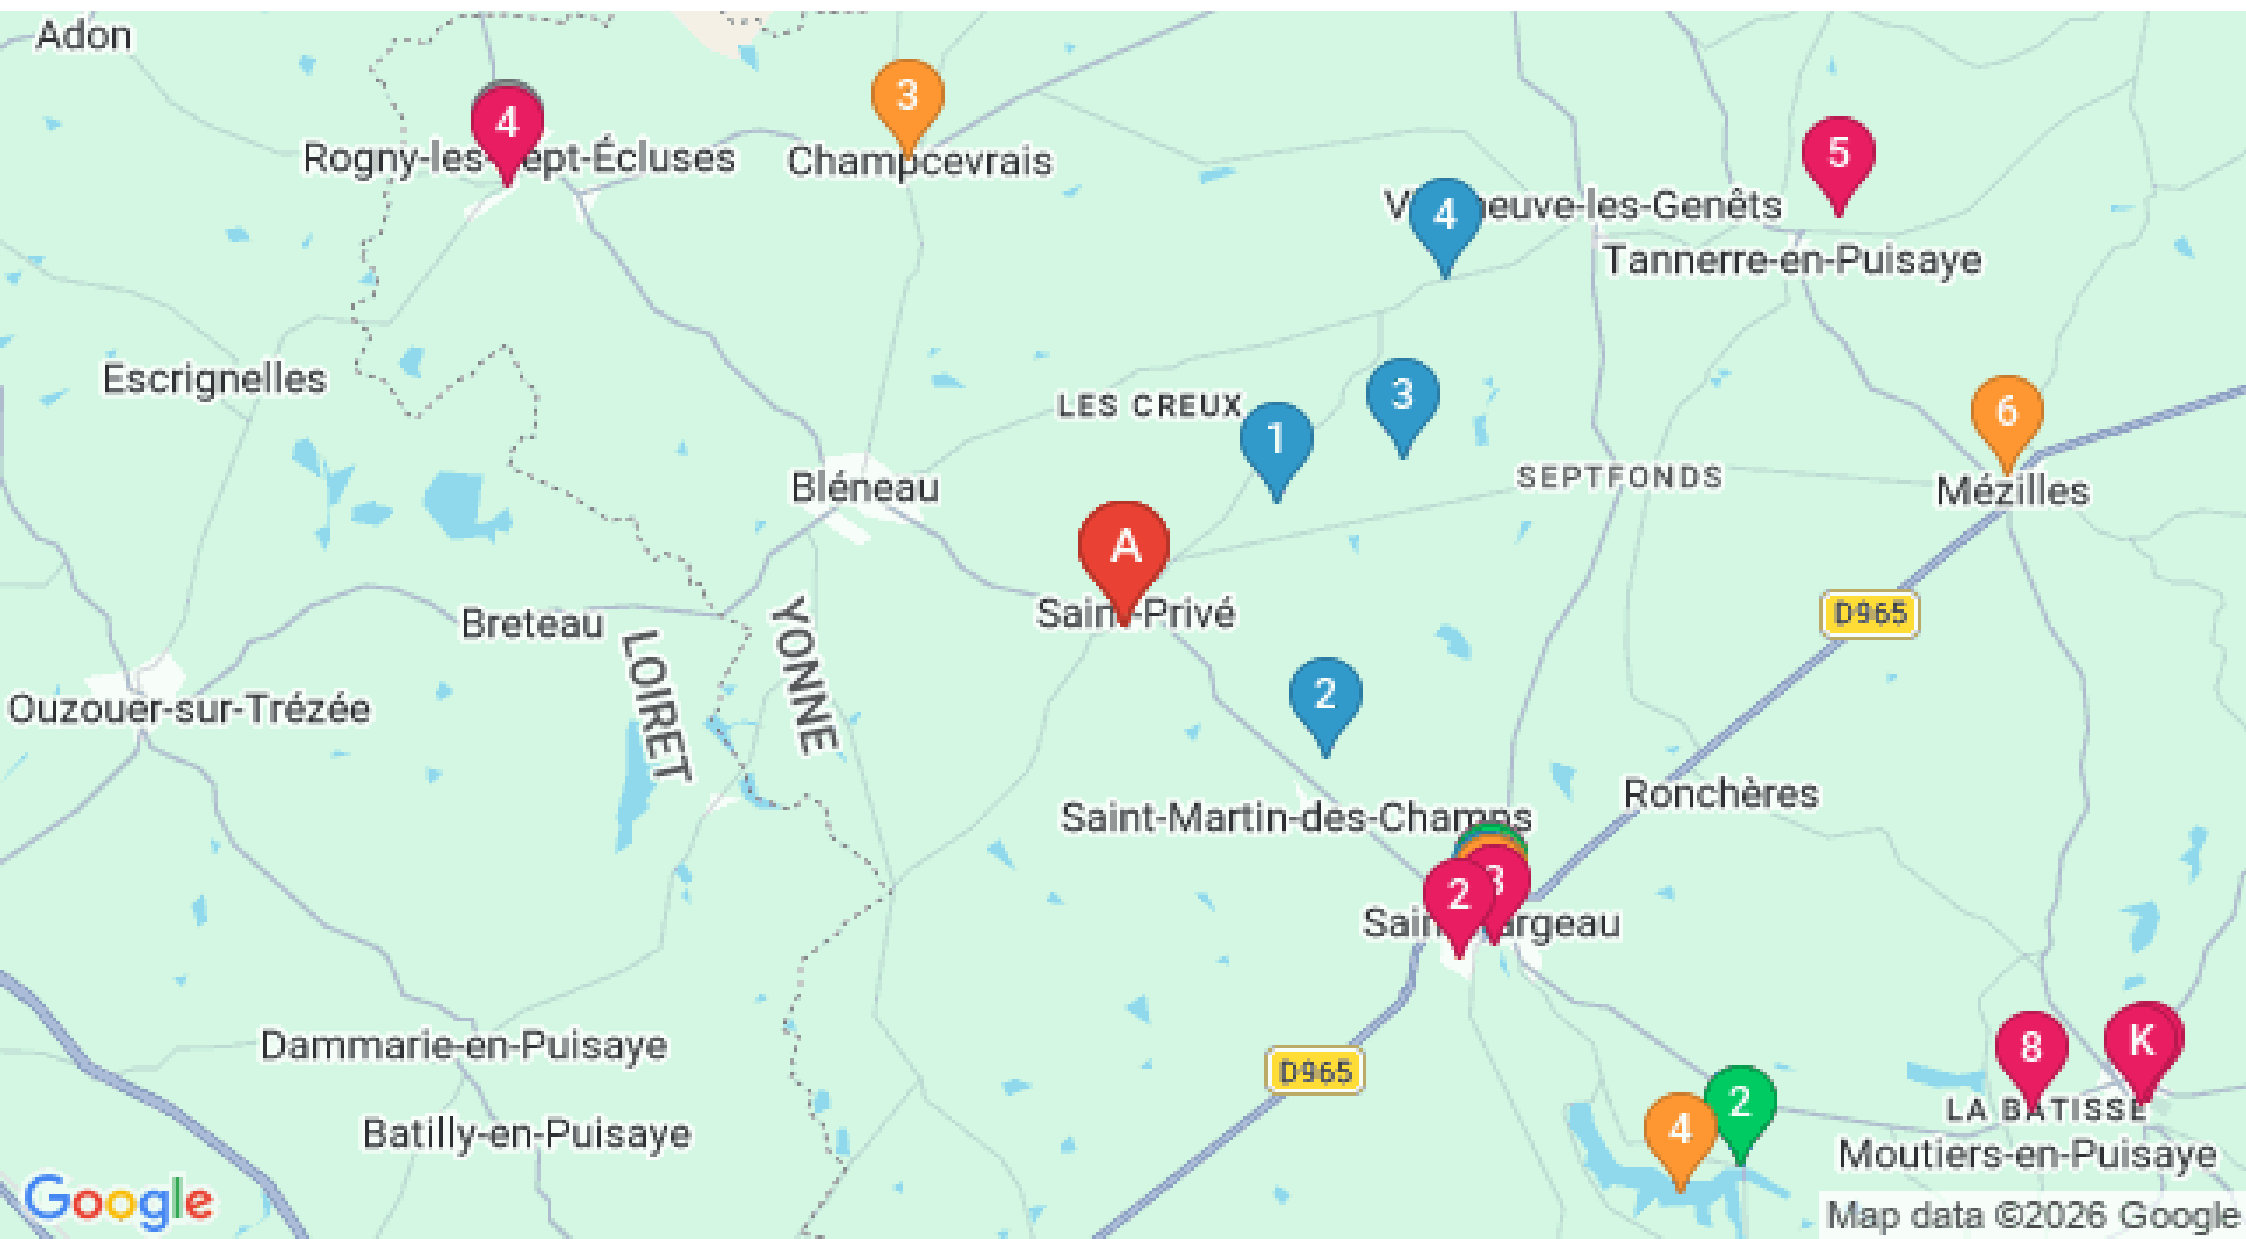 Adon
3
4
5
Rogny-les-Sept-Écluses
Champcevrais
4
euve-les-Genêts
Tannerre-en-Puisaye
Escrignelles
LES CREUX
3
1
6
SEPTFONDS
Bléneau
Mézilles
A
Saint-Privé
D965
Breteau
LOIRET
YONNE
2
Ouzouer-sur-Trézée
Ronchères
Saint-Martin-des-Champs
2
3
Saint-Fargeau
Dammarie-en-Puisaye
D965
8
K
2
4
LA BATISSE
Batilly-en-Puisaye
Moutiers-en-Puisaye
Google
Map data ©2026 Google